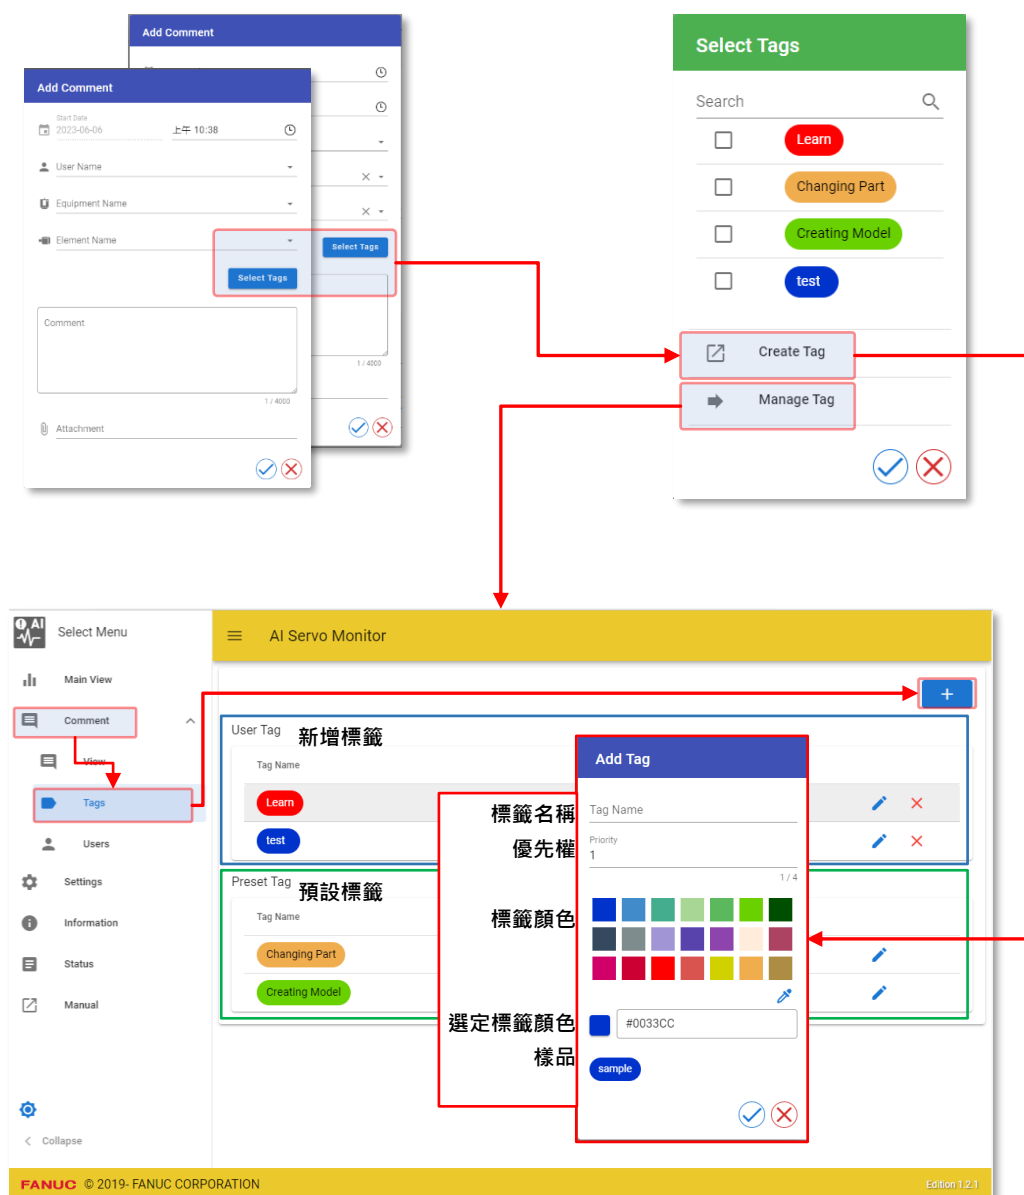 Add Comment
Select Tags
1 / 4000
Add Comment
Start Date
2023-06-06
上午 10:38
User Name
Equipment Name
Element Name
Select Tags
Comment
1 / 4000
Attachment
Select Tags
Search
Learn
Changing Part
Creating Model
test
Create Tag
Manage Tag
AI
Select Menu
AI Servo Monitor
Main View
Comment
View
Tags
Users
Settings
Information
Status
Manual
Collapse
+
User Tag
新增標籤
Tag Name
Learn
test
Preset Tag
預設標籤
Tag Name
Changing Part
Creating Model
Add Tag
標籤名稱
Tag Name
優先權
Priority
1
1 / 4
標籤顏色
選定標籤顏色
#0033CC
樣品
sample
FANUC © 2019- FANUC CORPORATION
Edition 1.2.1